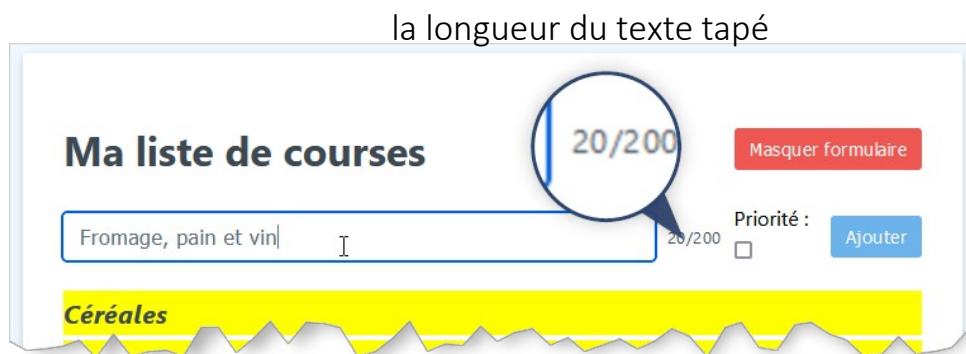 la longueur du texte tapé
20/200
Ma liste de courses
Masquer formulaire
Fromage, pain et vin
20/200
Priorité :
Ajouter
Céréales